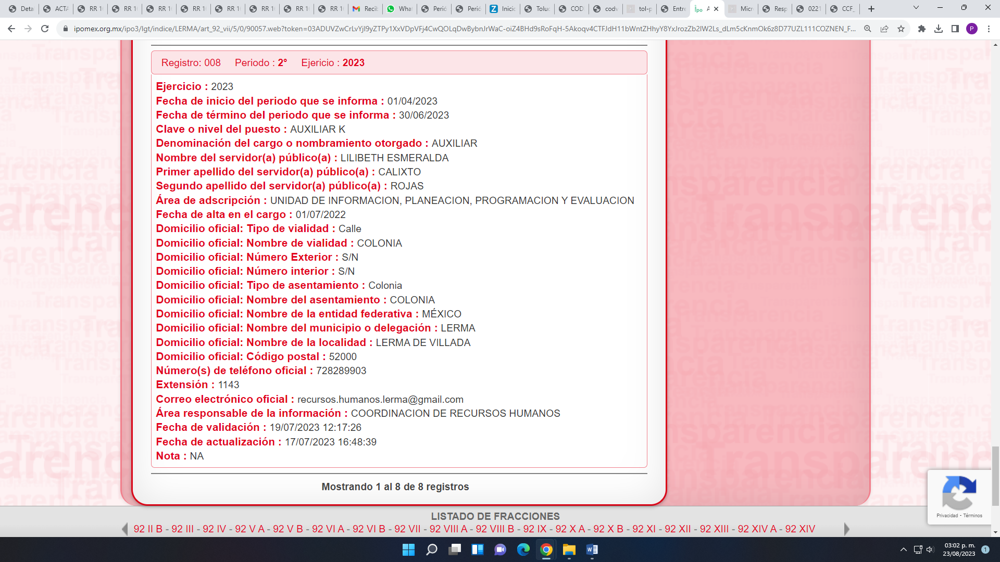 Deta
ACTA
RR 1
RR 1
RR 1
RR 1
RR 1
RR 1
RR 1
RR 1
Recib
What
Perió
Perió
Inicio
Toluc
CODI
codv
tol-p
Entre
A
Micr
Resp
0221
CCF_
ipomex.org.mx/ipo3/lgt/indice/LERMA/art_92_vii/5/0/90057.web?token=03ADUVZwCrLvYjI9yZTPy1XxVDpVFj4CwQOLqDwBybnJrWaC-oiZ4BHd9sRoFqH-5Akoqv4CTFJdH11bWntZHhyY8YxJrozZb2IW2Ls_dLm5cKnmOk6z8D77UZL111COZNEN_F...
P
Registro: 008 Periodo : 2° Ejericio : 2023
Ejercicio : 2023
Fecha de inicio del periodo que se informa : 01/04/2023
Fecha de término del periodo que se informa : 30/06/2023
Clave o nivel del puesto : AUXILIAR K
Denominación del cargo o nombramiento otorgado : AUXILIAR
Nombre del servidor(a) público(a) : LILIBETH ESMERALDA
Primer apellido del servidor(a) público(a) : CALIXTO
Segundo apellido del servidor(a) público(a) : ROJAS
Área de adscripción : UNIDAD DE INFORMACION, PLANEACION, PROGRAMACION Y EVALUACION
Fecha de alta en el cargo : 01/07/2022
Domicilio oficial: Tipo de vialidad : Calle
Domicilio oficial: Nombre de vialidad : COLONIA
Domicilio oficial: Número Exterior : S/N
Domicilio oficial: Número interior : S/N
Domicilio oficial: Tipo de asentamiento : Colonia
Domicilio oficial: Nombre del asentamiento : COLONIA
Domicilio oficial: Nombre de la entidad federativa : MÉXICO
Domicilio oficial: Nombre del municipio o delegación : LERMA
Domicilio oficial: Nombre de la localidad : LERMA DE VILLADA
Domicilio oficial: Código postal : 52000
Número(s) de teléfono oficial : 728289903
Extensión : 1143
Correo electrónico oficial : recursos.humanos.lerma@gmail.com
Área responsable de la información : COORDINACION DE RECURSOS HUMANOS
Fecha de validación : 19/07/2023 12:17:26
Fecha de actualización : 17/07/2023 16:48:39
Nota : NA
Mostrando 1 al 8 de 8 registros
Privacidad - Términos
LISTADO DE FRACCIONES
92 II B - 92 III - 92 IV - 92 V A - 92 V B - 92 VI A - 92 VI B - 92 VII - 92 VIII A - 92 VIII B - 92 IX - 92 X A - 92 X B - 92 XI - 92 XII - 92 XIII - 92 XIV A - 92 XIV
03:02 p. m.
23/08/2023
1